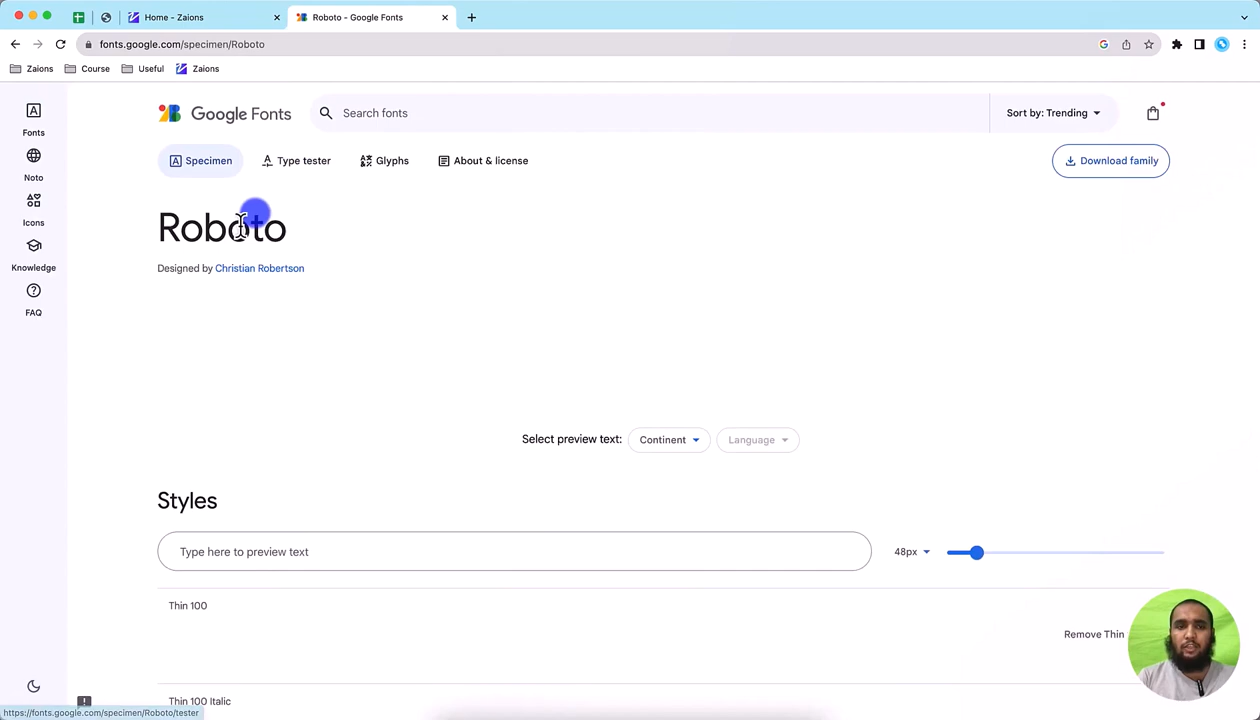 Home - Zaions
Roboto - Google Fonts
fonts.google.com/specimen/Roboto
Zaions
Course
Useful
Zaions
Google Fonts
Search fonts
Sort by: Trending
Fonts
Noto
Icons
Knowledge
FAQ
Specimen
Type tester
Glyphs
About & license
Download family
Roboto
Designed by Christian Robertson
Select preview text:
Continent
Language
Styles
Type here to preview text
48px
Thin 100
Remove Thin
Thin 100 Italic
https://fonts.google.com/specimen/Roboto/tester